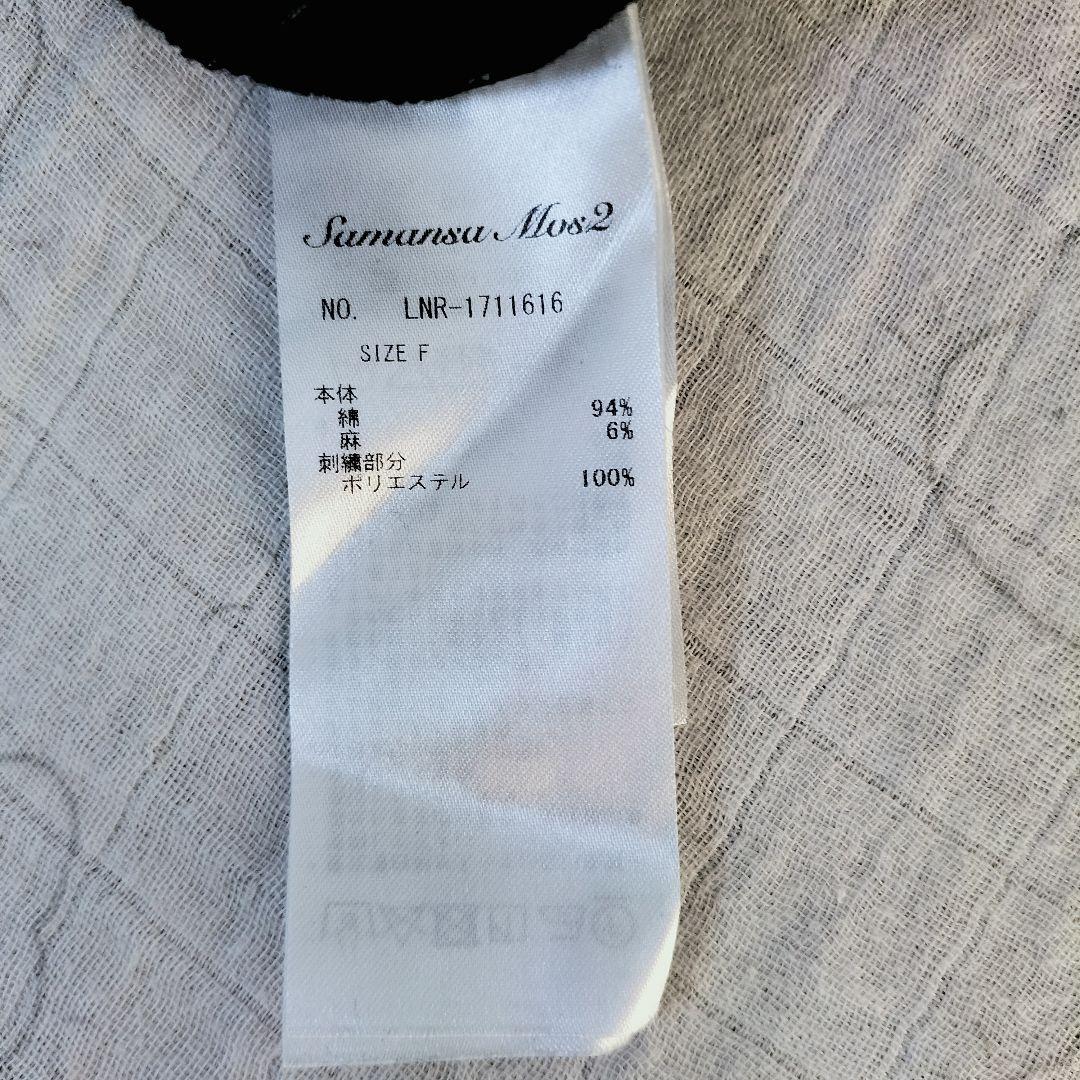 Samansa Mos2
NO. LNR-1711616
SIZE F
本体
綿 94%
麻 6%
刺繍部分
ポリエステル 100%